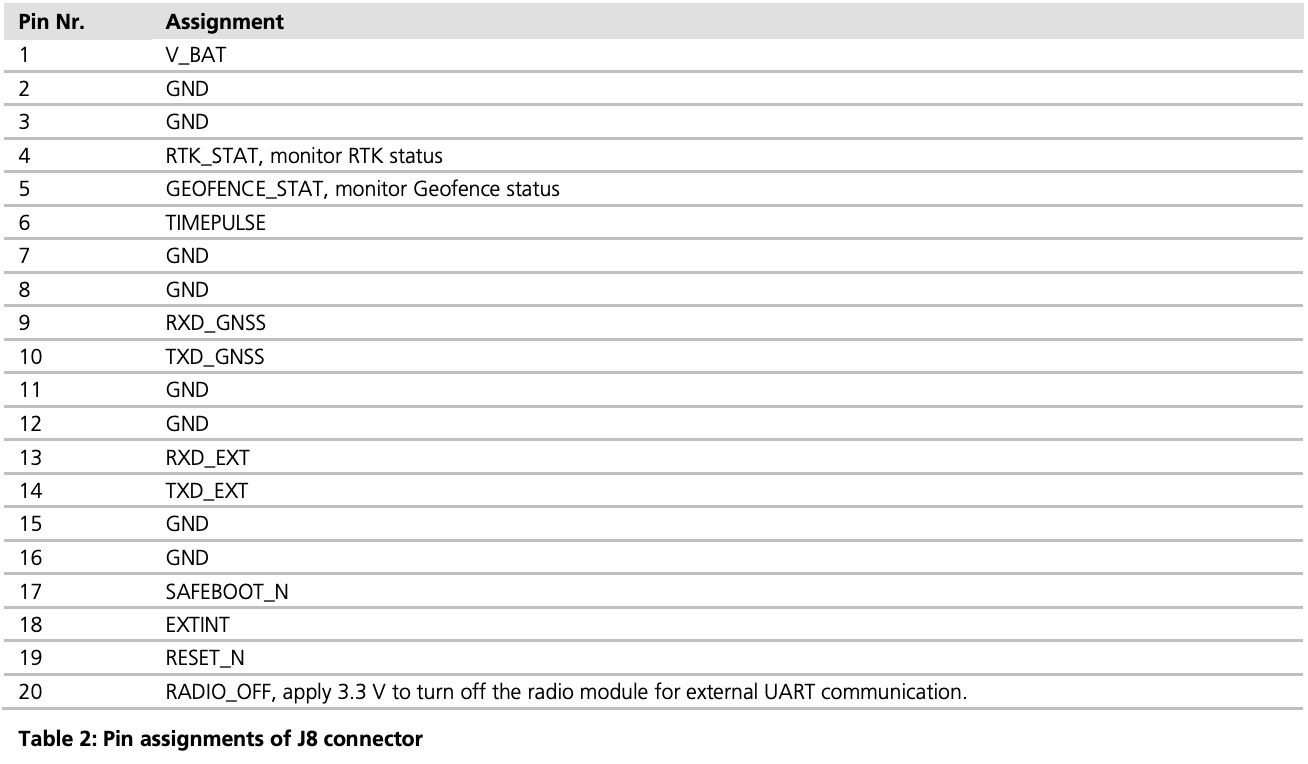 Pin Nr. Assignment
1 V_BAT
2 GND
3 GND
4 RTK_STAT, monitor RTK status
5 GEOFENCE_STAT, monitor Geofence status
6 TIMEPULSE
7 GND
8 GND
9 RXD_GNSS
10 TXD_GNSS
11 GND
12 GND
13 RXD_EXT
14 TXD_EXT
15 GND
16 GND
17 SAFEBOOT_N
18 EXTINT
19 RESET_N
20 RADIO_OFF, apply 3.3 V to turn off the radio module for external UART communication.
Table 2: Pin assignments of J8 connector